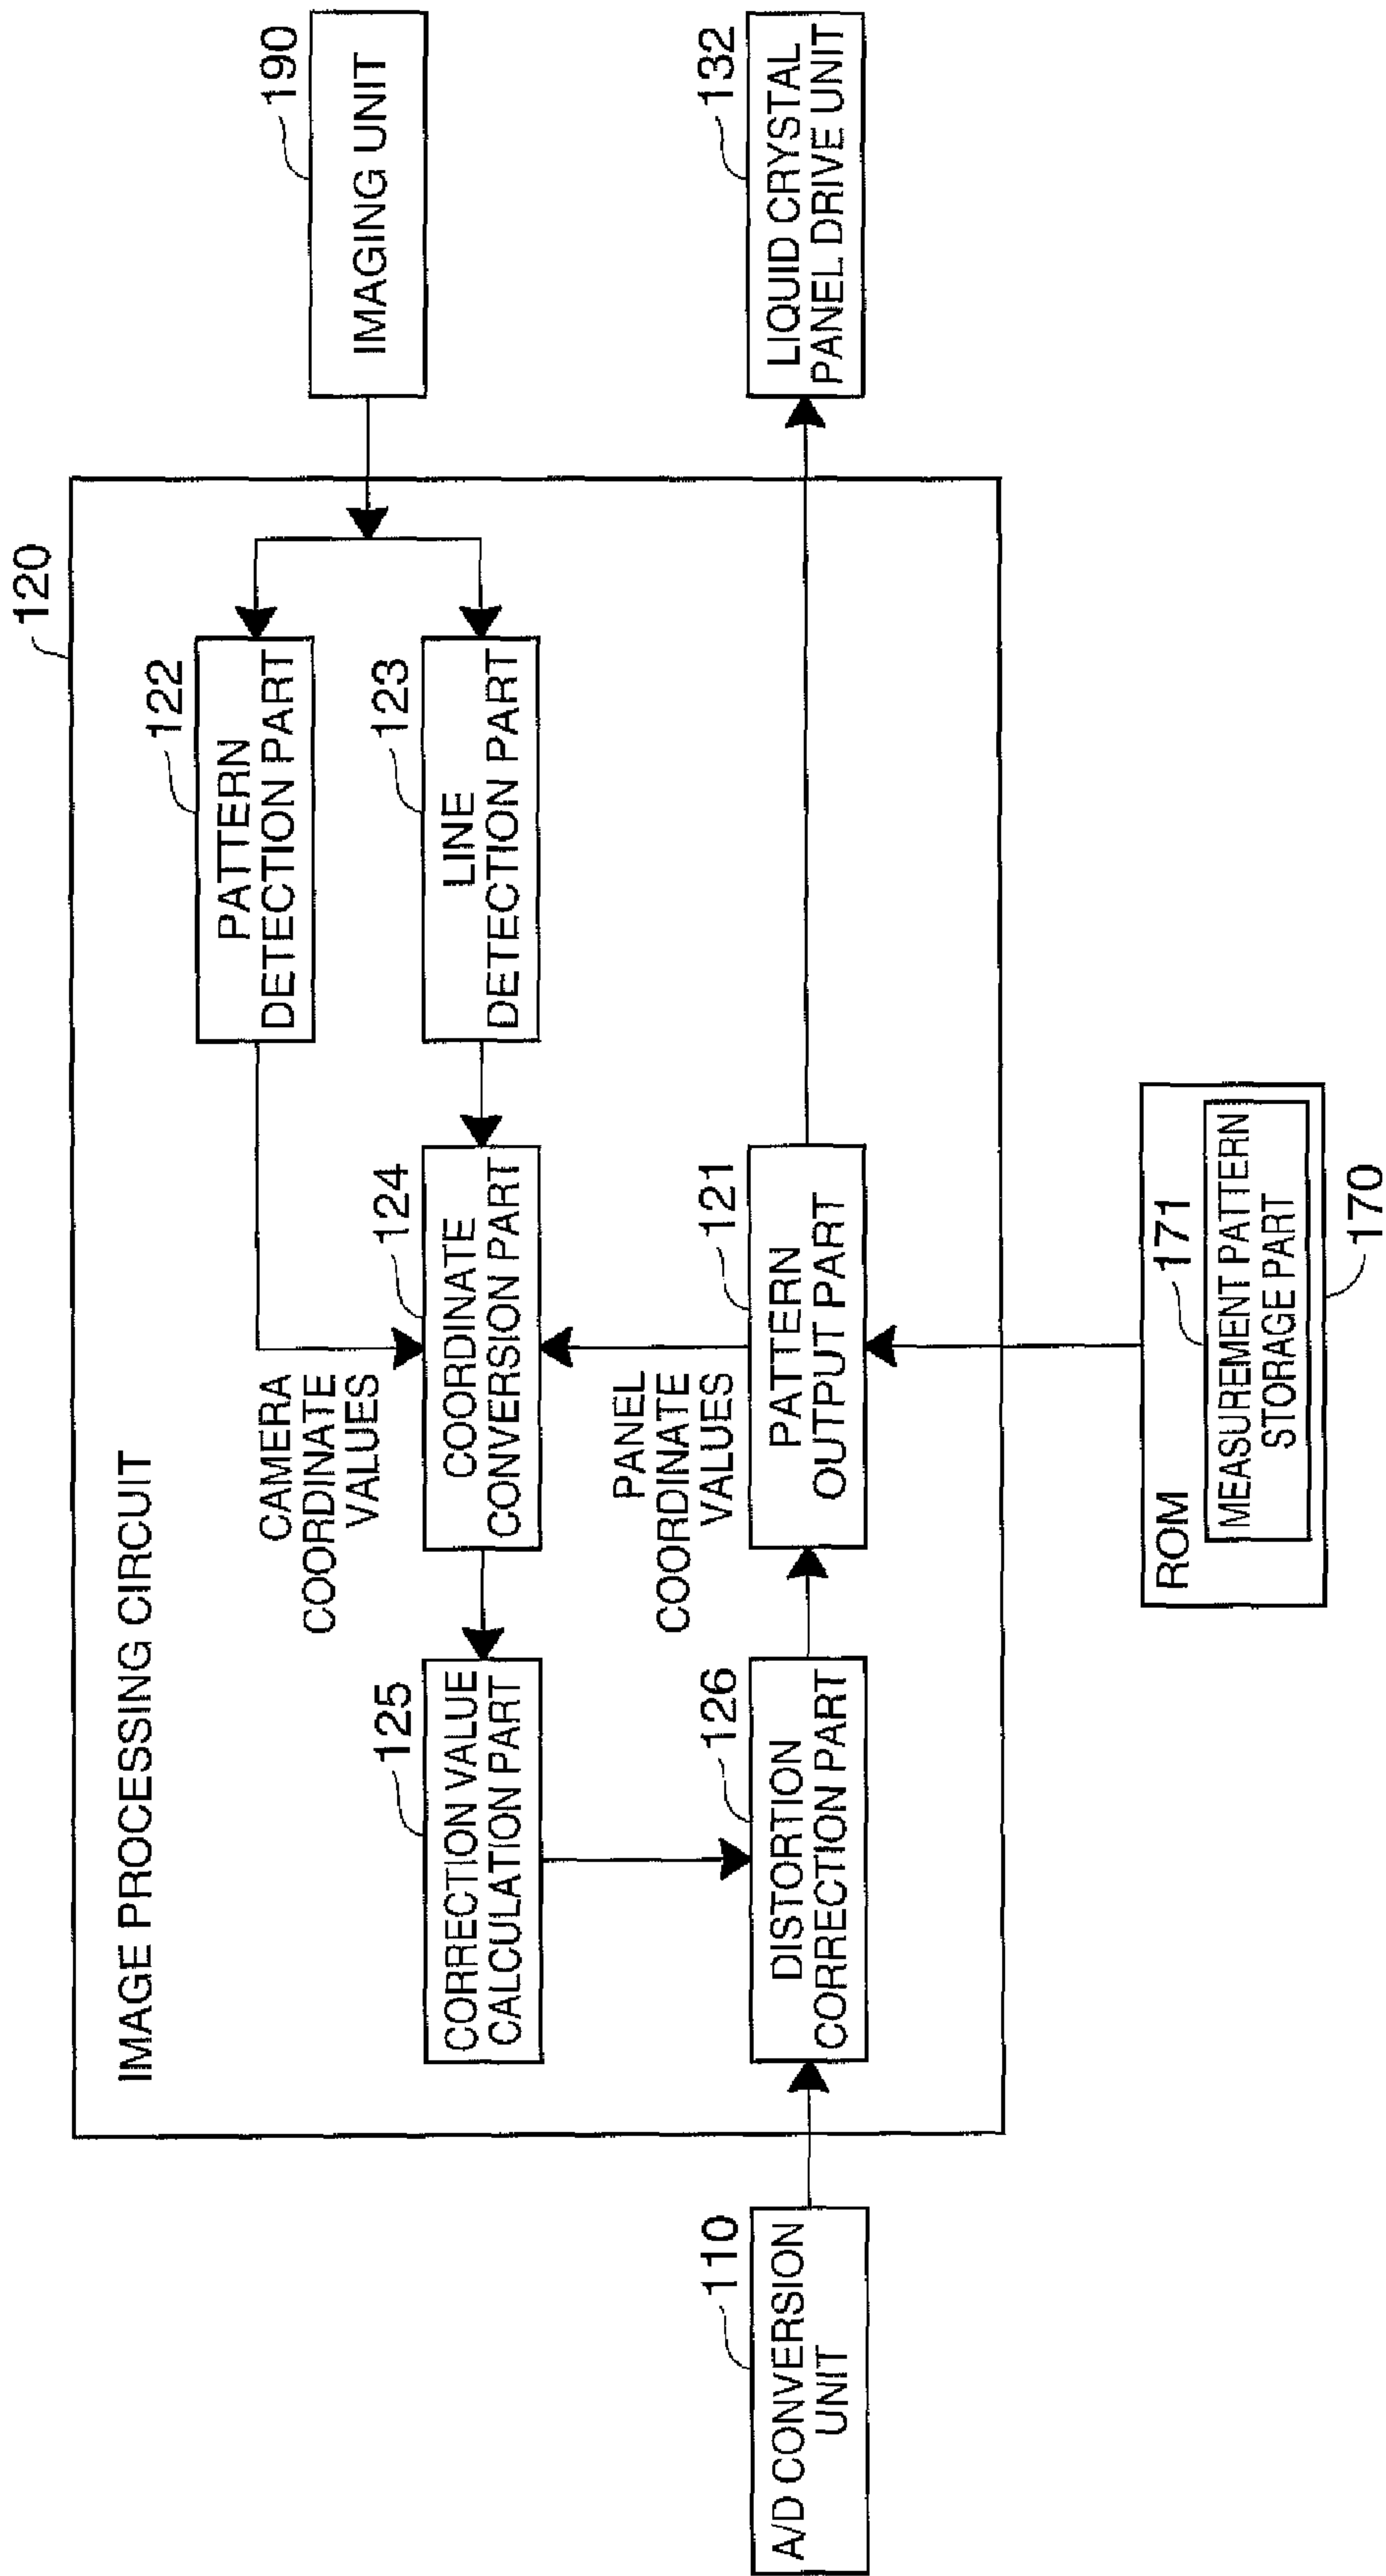 120
IMAGE PROCESSING CIRCUIT
122
PATTERN
DETECTION PART
190
IMAGING UNIT
CAMERA
COORDINATE
VALUES
125
CORRECTION VALUE
CALCULATION PART
124
COORDINATE
CONVERSION PART
123
LINE
DETECTION PART
PANEL
COORDINATE
VALUES
110
A/D CONVERSION
UNIT
126
DISTORTION
CORRECTION PART
121
PATTERN
OUTPUT PART
132
LIQUID CRYSTAL
PANEL DRIVE UNIT
ROM
171
MEASUREMENT PATTERN
STORAGE PART
170